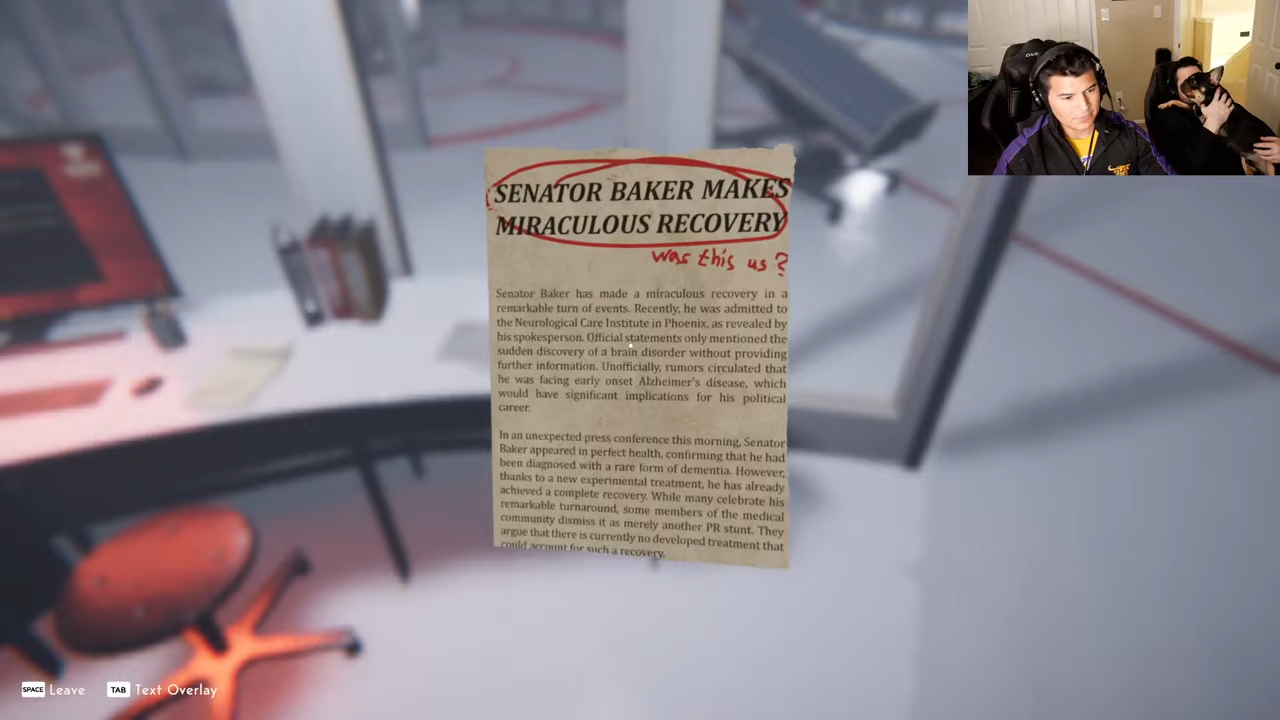 SENATOR BAKER MAKES
MIRACULOUS RECOVERY
was this us?
Senator Baker has made a miraculous recovery in a
remarkable turn of events. Recently, he was admitted to
the Neurological Care Institute in Phoenix, as revealed by
his spokesperson. Official statements only mentioned the
sudden discovery of a brain disorder without providing
further information. Unofficially, rumors circulated that
he was facing early onset Alzheimer's disease, which
would have significant implications for his political
career.
In an unexpected press conference this morning, Senator
Baker appeared in perfect health, confirming that he had
been diagnosed with a rare form of dementia. However,
thanks to a new experimental treatment, he has already
achieved a complete recovery. While many celebrate his
remarkable turnaround, some members of the medical
community dismiss it as merely another PR stunt. They
argue that there is currently no developed treatment that
could account for such a recovery.
SPACE Leave TAB Text Overlay